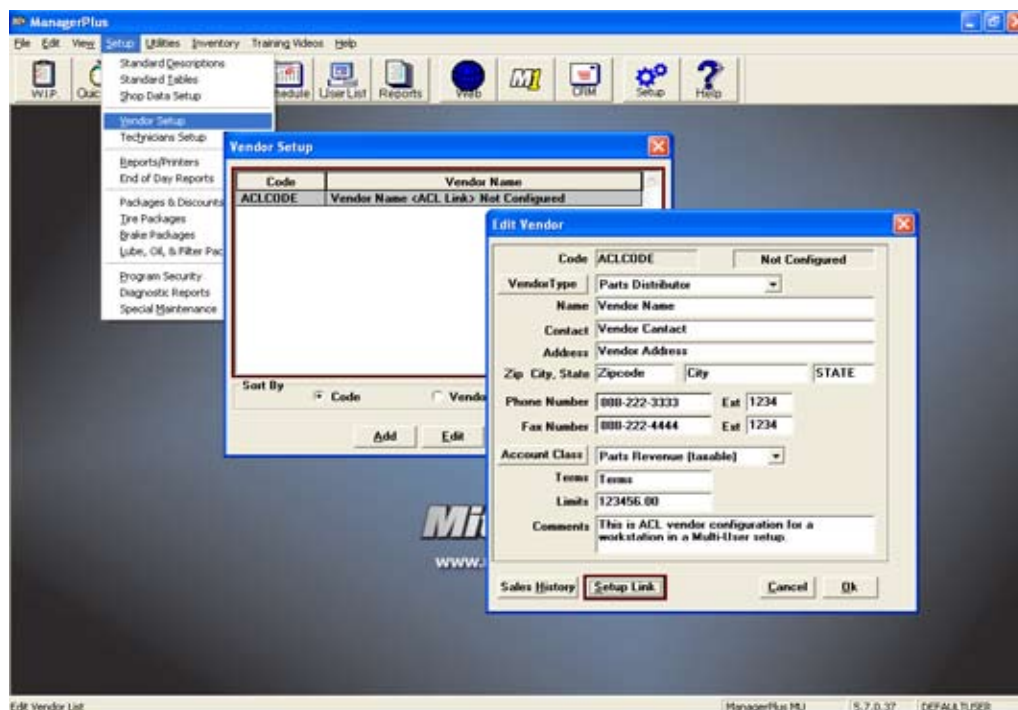 ManagerPlus
File Edit View Setup Utilities Inventory Training Videos Help
W.I.P. User List Reports Web M1 CRM Setup Help
Standard Descriptions
Standard Tables
Shop Data Setup
Vendor Setup
Technicians Setup
Reports/Printers
End of Day Reports
Packages & Discounts
Tire Packages
Brake Packages
Lube, Oil, & Filter Pac
Program Security
Diagnostic Reports
Special Maintenance
Vendor Setup
Code Vendor Name
ACLCODE Vendor Name <ACL Link> Not Configured
Sort By
Code Vendo
Add Edit
Edit Vendor
Code ACLCODE Not Configured
VendorType Parts Distributor
Name Vendor Name
Contact Vendor Cantact
Address Vendor Address
Zip City, State Zipcode City STATE
Phone Number 888-222-3333 Ext 1234
Fax Number 888-222-4444 Ext 1234
Account Class Parts Revenue (taxable)
Terms Terms
Limits 123456.00
Comments This is ACL vendor configuration for a
workstation in a Multi-User setup.
Sales History Setup Link Cancel Ok
Mit
www.
Edit Vendor List ManagerPlus MU 5.7.0.37 DEFAULTUSER